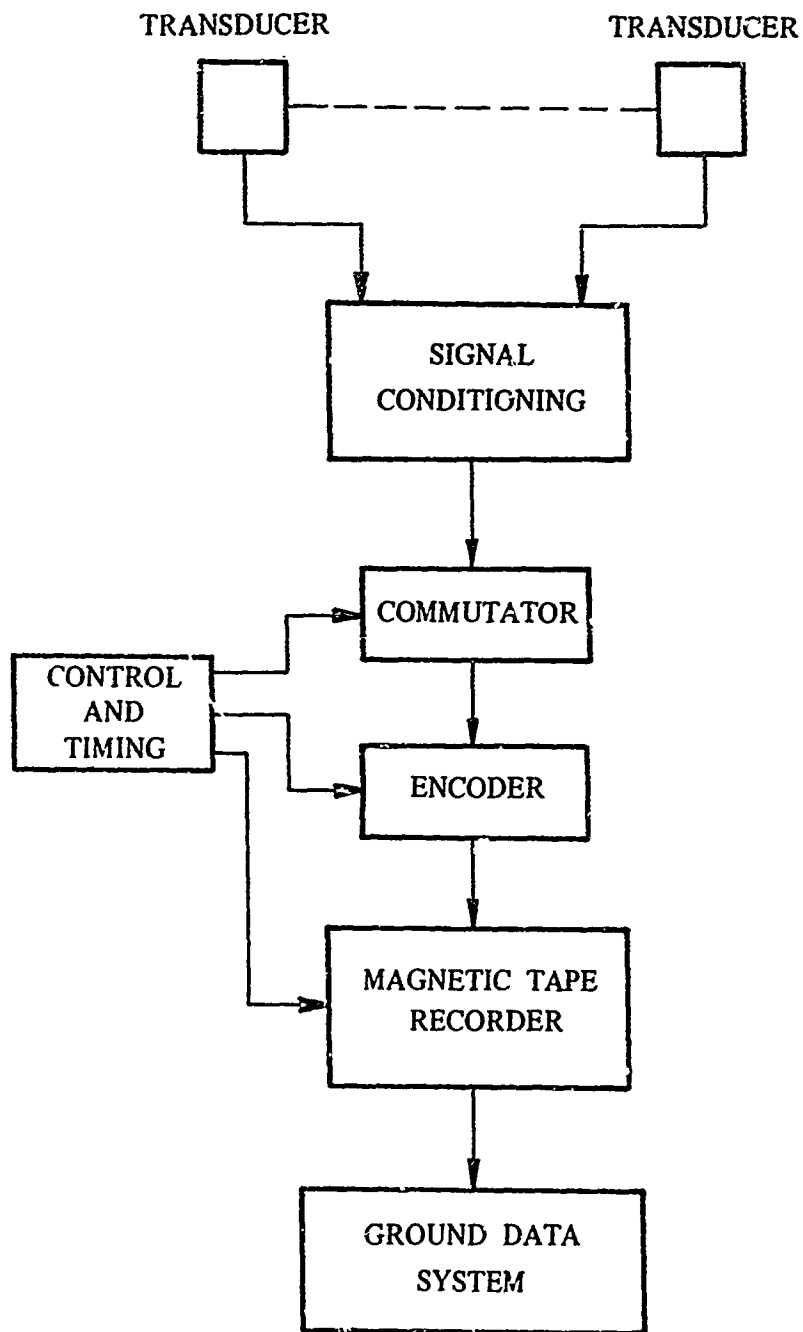 TRANSDUCER
TRANSDUCER
SIGNAL
CONDITIGNING
COMMUTATOR
CONTROL
AND
TIMING
ENCODER
MAGNETIC TAPE
RECORDER
GROUND DATA
SYSTEM